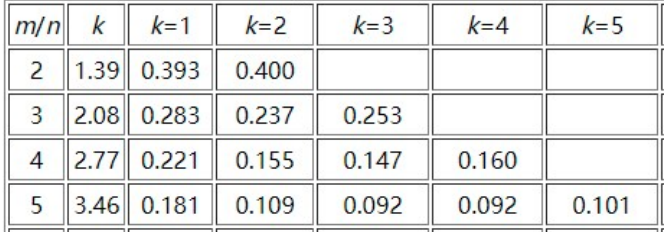 m/n k k=1 k=2 k=3 k=4 k=5
2 1.39 0.393 0.400
3 2.08 0.283 0.237 0.253
4 2.77 0.221 0.155 0.147 0.160
5 3.46 0.181 0.109 0.092 0.092 0.101